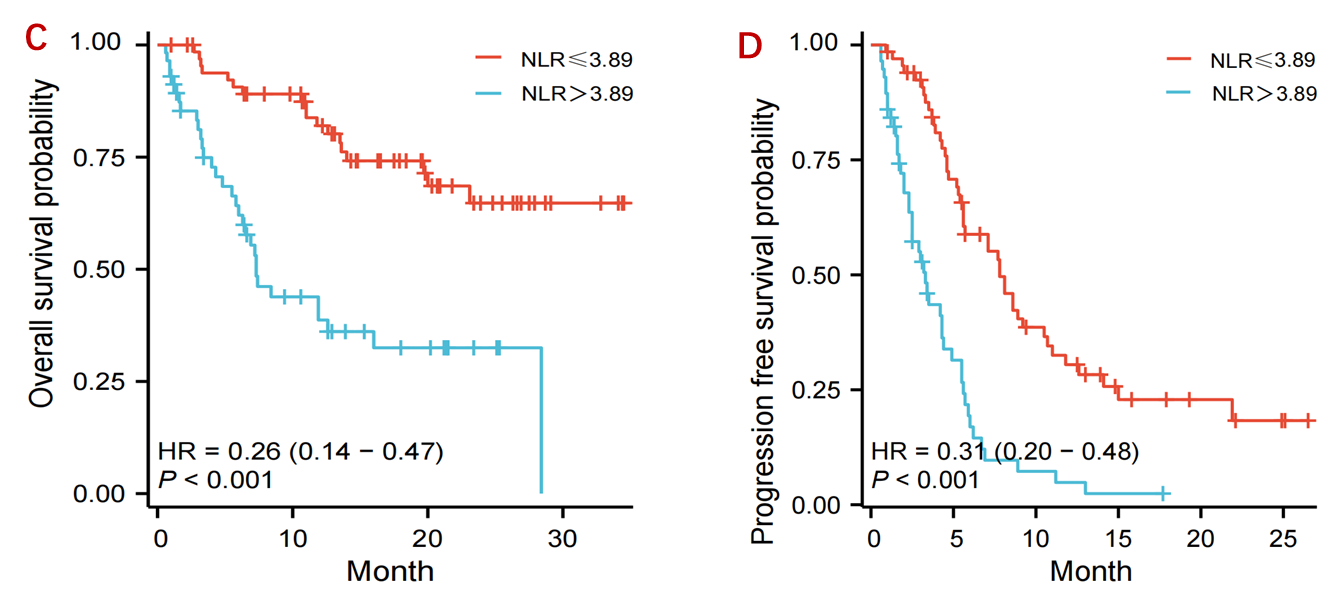 C
1.00
0.75
0.50
0.25
0.00
Overall survival probability
NLR⩽3.89
NLR＞3.89
HR = 0.26 (0.14 − 0.47)
P < 0.001
0 10 20 30
Month
D
1.00
0.75
0.50
0.25
0.00
Progression free survival probability
NLR⩽3.89
NLR＞3.89
HR = 0.31 (0.20 − 0.48)
P < 0.001
0 5 10 15 20 25
Month